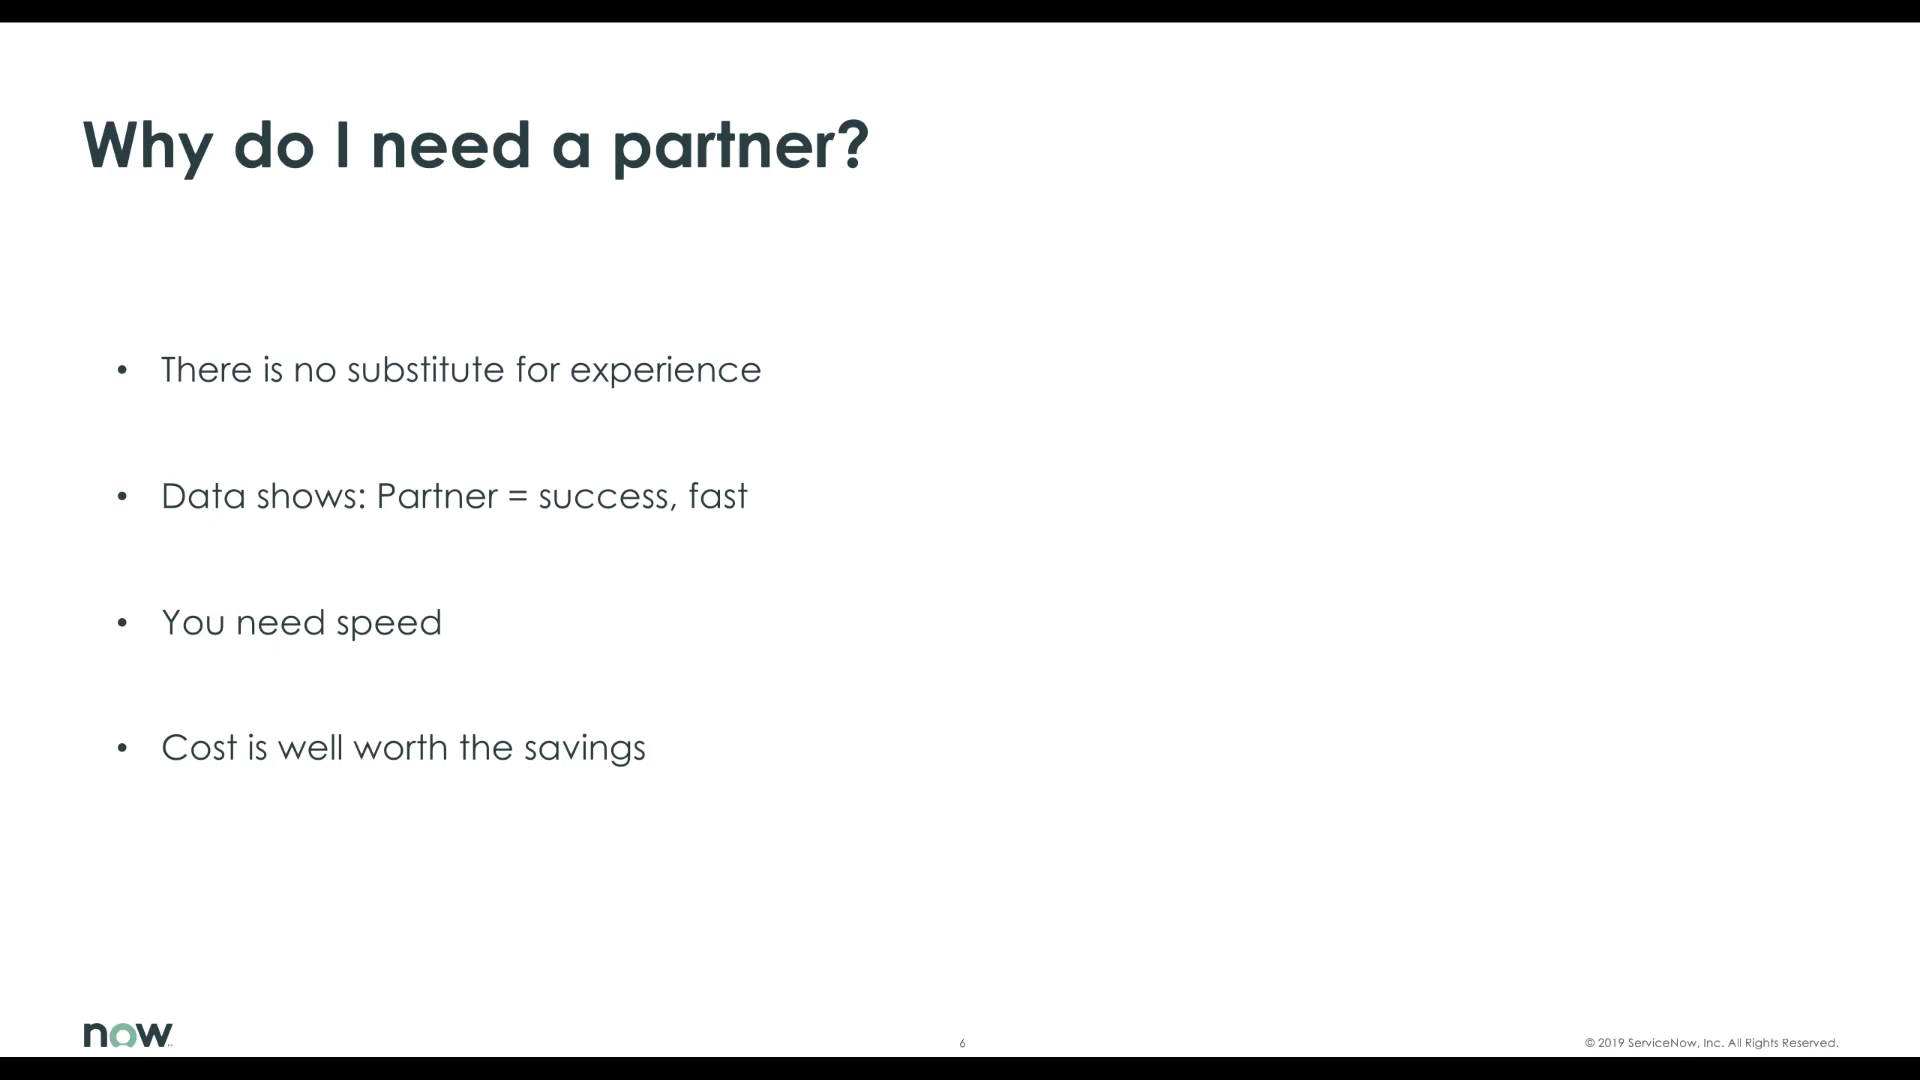 Why do I need a partner?
• There is no substitute for experience
• Data shows: Partner = success, fast
• You need speed
• Cost is well worth the savings
now
6
© 2019 ServiceNow, Inc. All Rights Reserved.